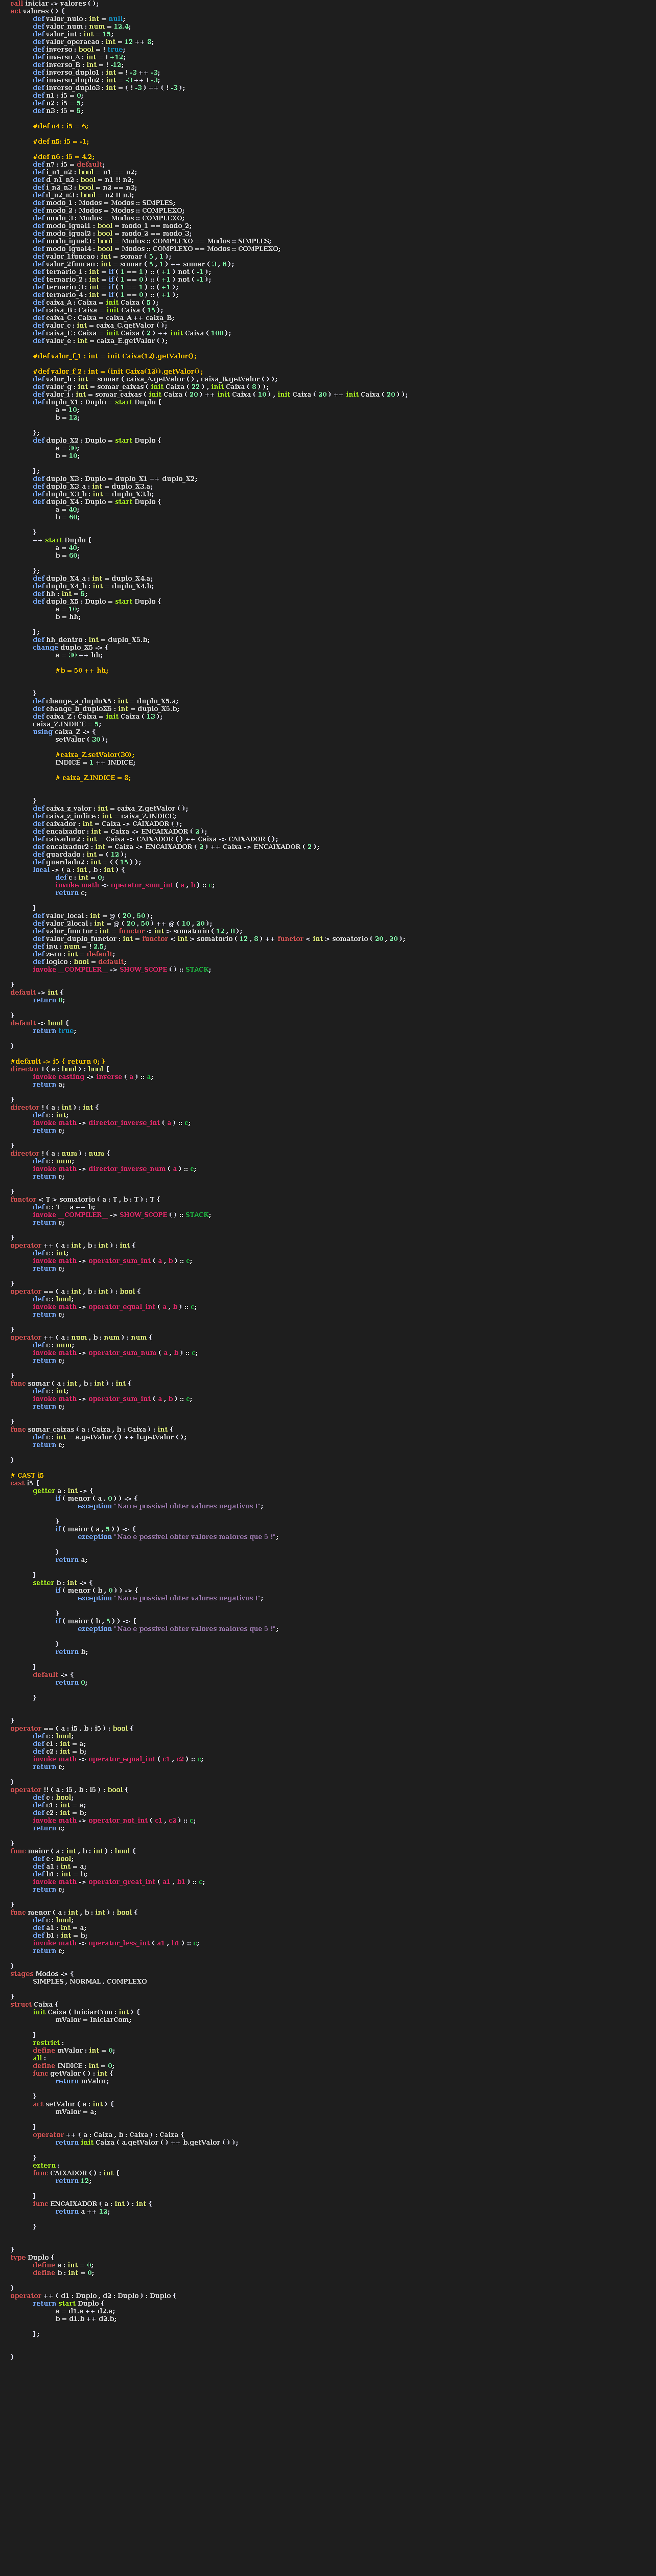 call iniciar -> valores ( );
act valores ( ) {
def valor_nulo : int = null;
def valor_num : num = 12.4;
def valor_int : int = 15;
def valor_operacao : int = 12 ++ 8;
def inverso : bool = ! true;
def inverso_A : int = ! +12;
def inverso_B : int = ! -12;
def inverso_duplo1 : int = ! -3 ++ -3;
def inverso_duplo2 : int = -3 ++ ! -3;
def inverso_duplo3 : int = ( ! -3 ) ++ ( ! -3 );
def n1 : i5 = 0;
def n2 : i5 = 5;
def n3 : i5 = 5;
#def n4 : i5 = 6;
#def n5: i5 = -1;
#def n6 : i5 = 4.2;
def n7 : i5 = default;
def i_n1_n2 : bool = n1 == n2;
def d_n1_n2 : bool = n1 !! n2;
def i_n2_n3 : bool = n2 == n3;
def d_n2_n3 : bool = n2 !! n3;
def modo_1 : Modos = Modos :: SIMPLES;
def modo_2 : Modos = Modos :: COMPLEXO;
def modo_3 : Modos = Modos :: COMPLEXO;
def modo_igual1 : bool = modo_1 == modo_2;
def modo_igual2 : bool = modo_2 == modo_3;
def modo_igual3 : bool = Modos :: COMPLEXO == Modos :: SIMPLES;
def modo_igual4 : bool = Modos :: COMPLEXO == Modos :: COMPLEXO;
def valor_1funcao : int = somar ( 5 , 1 );
def valor_2funcao : int = somar ( 5 , 1 ) ++ somar ( 3 , 6 );
def ternario_1 : int = if ( 1 == 1 ) :: ( +1 ) not ( -1 );
def ternario_2 : int = if ( 1 == 0 ) :: ( +1 ) not ( -1 );
def ternario_3 : int = if ( 1 == 1 ) :: ( +1 );
def ternario_4 : int = if ( 1 == 0 ) :: ( +1 );
def caixa_A : Caixa = init Caixa ( 5 );
def caixa_B : Caixa = init Caixa ( 15 );
def caixa_C : Caixa = caixa_A ++ caixa_B;
def valor_c : int = caixa_C.getValor ( );
def caixa_E : Caixa = init Caixa ( 2 ) ++ init Caixa ( 100 );
def valor_e : int = caixa_E.getValor ( );
#def valor_f_1 : int = init Caixa(12).getValor();
#def valor_f_2 : int = (init Caixa(12)).getValor();
def valor_h : int = somar ( caixa_A.getValor ( ) , caixa_B.getValor ( ) );
def valor_g : int = somar_caixas ( init Caixa ( 22 ) , init Caixa ( 8 ) );
def valor_i : int = somar_caixas ( init Caixa ( 20 ) ++ init Caixa ( 10 ) , init Caixa ( 20 ) ++ init Caixa ( 20 ) );
def duplo_X1 : Duplo = start Duplo {
a = 10;
b = 12;
};
def duplo_X2 : Duplo = start Duplo {
a = 30;
b = 10;
};
def duplo_X3 : Duplo = duplo_X1 ++ duplo_X2;
def duplo_X3_a : int = duplo_X3.a;
def duplo_X3_b : int = duplo_X3.b;
def duplo_X4 : Duplo = start Duplo {
a = 40;
b = 60;
}
++ start Duplo {
a = 40;
b = 60;
};
def duplo_X4_a : int = duplo_X4.a;
def duplo_X4_b : int = duplo_X4.b;
def hh : int = 5;
def duplo_X5 : Duplo = start Duplo {
a = 10;
b = hh;
};
def hh_dentro : int = duplo_X5.b;
change duplo_X5 -> {
a = 30 ++ hh;
#b = 50 ++ hh;
}
def change_a_duploX5 : int = duplo_X5.a;
def change_b_duploX5 : int = duplo_X5.b;
def caixa_Z : Caixa = init Caixa ( 13 );
caixa_Z.INDICE = 5;
using caixa_Z -> {
setValor ( 30 );
#caixa_Z.setValor(30);
INDICE = 1 ++ INDICE;
# caixa_Z.INDICE = 8;
}
def caixa_z_valor : int = caixa_Z.getValor ( );
def caixa_z_indice : int = caixa_Z.INDICE;
def caixador : int = Caixa -> CAIXADOR ( );
def encaixador : int = Caixa -> ENCAIXADOR ( 2 );
def caixador2 : int = Caixa -> CAIXADOR ( ) ++ Caixa -> CAIXADOR ( );
def encaixador2 : int = Caixa -> ENCAIXADOR ( 2 ) ++ Caixa -> ENCAIXADOR ( 2 );
def guardado : int = ( 12 );
def guardado2 : int = ( ( 15 ) );
local -> ( a : int , b : int ) {
def c : int = 0;
invoke math -> operator_sum_int ( a , b ) :: c;
return c;
}
def valor_local : int = @ ( 20 , 50 );
def valor_2local : int = @ ( 20 , 50 ) ++ @ ( 10 , 20 );
def valor_functor : int = functor < int > somatorio ( 12 , 8 );
def valor_duplo_functor : int = functor < int > somatorio ( 12 , 8 ) ++ functor < int > somatorio ( 20 , 20 );
def inu : num = ! 2.5;
def zero : int = default;
def logico : bool = default;
invoke __COMPILER__ -> SHOW_SCOPE ( ) :: STACK;
}
default -> int {
return 0;
}
default -> bool {
return true;
}
#default -> i5 { return 0; }
director ! ( a : bool ) : bool {
invoke casting -> inverse ( a ) :: a;
return a;
}
director ! ( a : int ) : int {
def c : int;
invoke math -> director_inverse_int ( a ) :: c;
return c;
}
director ! ( a : num ) : num {
def c : num;
invoke math -> director_inverse_num ( a ) :: c;
return c;
}
functor < T > somatorio ( a : T , b : T ) : T {
def c : T = a ++ b;
invoke __COMPILER__ -> SHOW_SCOPE ( ) :: STACK;
return c;
}
operator ++ ( a : int , b : int ) : int {
def c : int;
invoke math -> operator_sum_int ( a , b ) :: c;
return c;
}
operator == ( a : int , b : int ) : bool {
def c : bool;
invoke math -> operator_equal_int ( a , b ) :: c;
return c;
}
operator ++ ( a : num , b : num ) : num {
def c : num;
invoke math -> operator_sum_num ( a , b ) :: c;
return c;
}
func somar ( a : int , b : int ) : int {
def c : int;
invoke math -> operator_sum_int ( a , b ) :: c;
return c;
}
func somar_caixas ( a : Caixa , b : Caixa ) : int {
def c : int = a.getValor ( ) ++ b.getValor ( );
return c;
}
# CAST i5
cast i5 {
getter a : int -> {
if ( menor ( a , 0 ) ) -> {
exception "Nao e possivel obter valores negativos !";
}
if ( maior ( a , 5 ) ) -> {
exception "Nao e possivel obter valores maiores que 5 !";
}
return a;
}
setter b : int -> {
if ( menor ( b , 0 ) ) -> {
exception "Nao e possivel obter valores negativos !";
}
if ( maior ( b , 5 ) ) -> {
exception "Nao e possivel obter valores maiores que 5 !";
}
return b;
}
default -> {
return 0;
}
}
operator == ( a : i5 , b : i5 ) : bool {
def c : bool;
def c1 : int = a;
def c2 : int = b;
invoke math -> operator_equal_int ( c1 , c2 ) :: c;
return c;
}
operator !! ( a : i5 , b : i5 ) : bool {
def c : bool;
def c1 : int = a;
def c2 : int = b;
invoke math -> operator_not_int ( c1 , c2 ) :: c;
return c;
}
func maior ( a : int , b : int ) : bool {
def c : bool;
def a1 : int = a;
def b1 : int = b;
invoke math -> operator_great_int ( a1 , b1 ) :: c;
return c;
}
func menor ( a : int , b : int ) : bool {
def c : bool;
def a1 : int = a;
def b1 : int = b;
invoke math -> operator_less_int ( a1 , b1 ) :: c;
return c;
}
stages Modos -> {
SIMPLES , NORMAL , COMPLEXO
}
struct Caixa {
init Caixa ( IniciarCom : int ) {
mValor = IniciarCom;
}
restrict :
define mValor : int = 0;
all :
define INDICE : int = 0;
func getValor ( ) : int {
return mValor;
}
act setValor ( a : int ) {
mValor = a;
}
operator ++ ( a : Caixa , b : Caixa ) : Caixa {
return init Caixa ( a.getValor ( ) ++ b.getValor ( ) );
}
extern :
func CAIXADOR ( ) : int {
return 12;
}
func ENCAIXADOR ( a : int ) : int {
return a ++ 12;
}
}
type Duplo {
define a : int = 0;
define b : int = 0;
}
operator ++ ( d1 : Duplo , d2 : Duplo ) : Duplo {
return start Duplo {
a = d1.a ++ d2.a;
b = d1.b ++ d2.b;
};
}